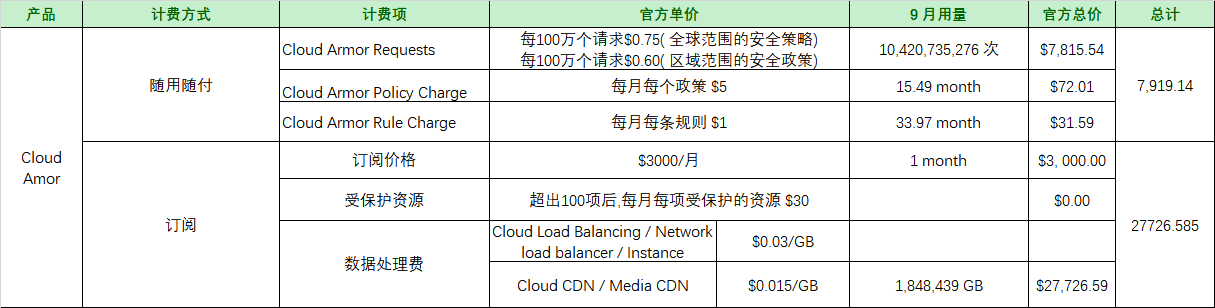 产品 计费方式 计费项 官方单价 9 月用量 官方总价 总计
Cloud Amor
随用随付
Cloud Armor Requests
每100万个请求$0.75( 全球范围的安全策略)
每100万个请求$0.60( 区域范围的安全政策)
10,420,735,276 次
$7,815.54
7,919.14
Cloud Armor Policy Charge 每月每个政策 $5 15.49 month $72.01
Cloud Armor Rule Charge 每月每条规则 $1 33.97 month $31.59
订阅
订阅价格 $3000/月 1 month $3, 000.00
27726.585
受保护资源 超出100项后,每月每项受保护的资源 $30 $0.00
数据处理费
Cloud Load Balancing / Network
load balancer / Instance
$0.03/GB
Cloud CDN / Media CDN $0.015/GB 1,848,439 GB $27,726.59